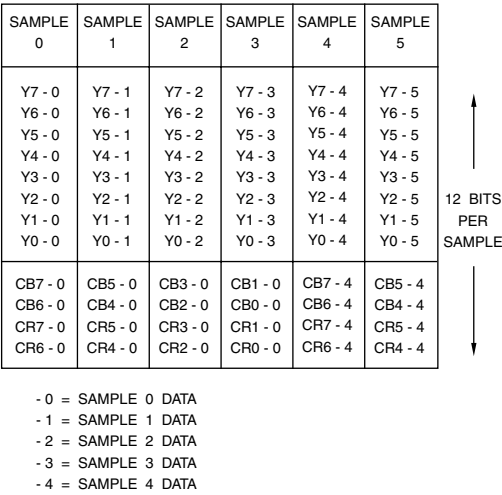 SAMPLE SAMPLE SAMPLE SAMPLE SAMPLE SAMPLE
0 1 2 3 4 5
Y7 - 0 Y7 - 1 Y7 - 2 Y7 - 3 Y7 - 4 Y7 - 5
Y6 - 0 Y6 - 1 Y6 - 2 Y6 - 3 Y6 - 4 Y6 - 5
Y5 - 0 Y5 - 1 Y5 - 2 Y5 - 3 Y5 - 4 Y5 - 5
Y4 - 0 Y4 - 1 Y4 - 2 Y4 - 3 Y4 - 4 Y4 - 5
Y3 - 0 Y3 - 1 Y3 - 2 Y3 - 3 Y3 - 4 Y3 - 5
Y2 - 0 Y2 - 1 Y2 - 2 Y2 - 3 Y2 - 4 Y2 - 5
Y1 - 0 Y1 - 1 Y1 - 2 Y1 - 3 Y1 - 4 Y1 - 5
Y0 - 0 Y0 - 1 Y0 - 2 Y0 - 3 Y0 - 4 Y0 - 5
12 BITS
PER
SAMPLE
CB7 - 0 CB5 - 0 CB3 - 0 CB1 - 0 CB7 - 4 CB5 - 4
CB6 - 0 CB4 - 0 CB2 - 0 CB0 - 0 CB6 - 4 CB4 - 4
CR7 - 0 CR5 - 0 CR3 - 0 CR1 - 0 CR7 - 4 CR5 - 4
CR6 - 0 CR4 - 0 CR2 - 0 CR0 - 0 CR6 - 4 CR4 - 4
- 0 = SAMPLE 0 DATA
- 1 = SAMPLE 1 DATA
- 2 = SAMPLE 2 DATA
- 3 = SAMPLE 3 DATA
- 4 = SAMPLE 4 DATA